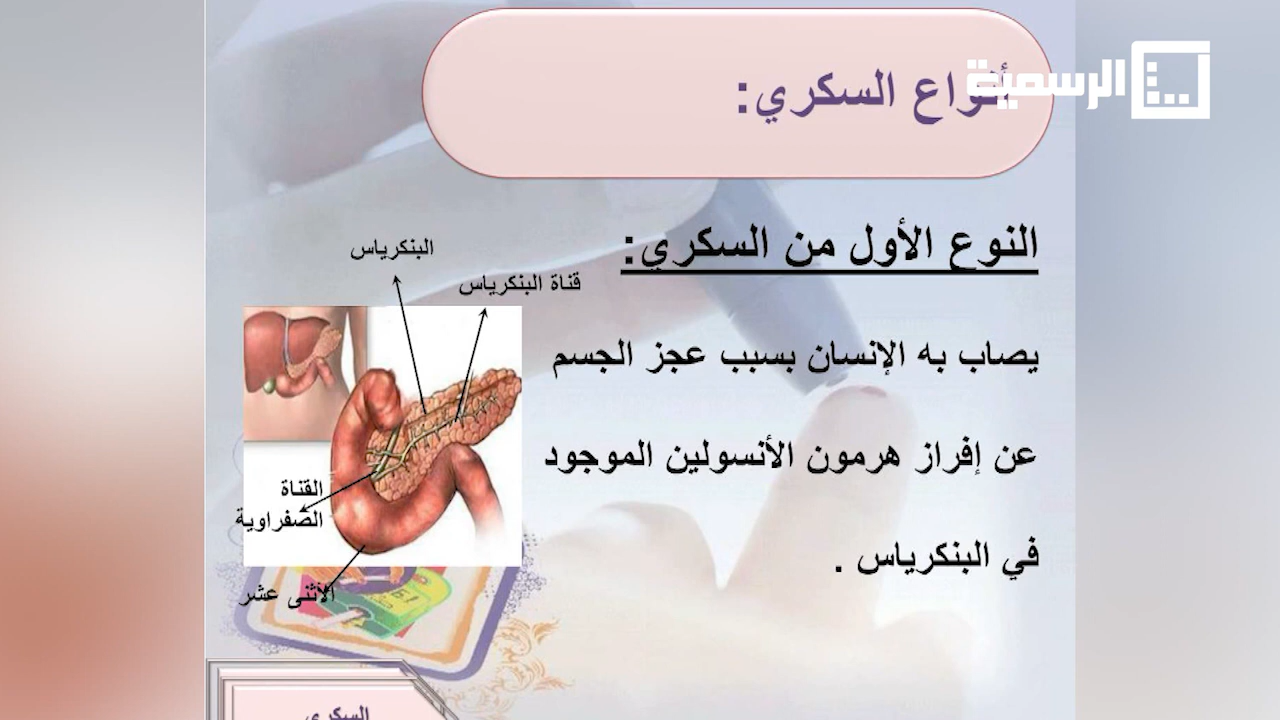 الرسمية
أنواع السكري:
النوع الأول من السكري:
البنكرياس
قناة البنكرياس
يصاب به الإنسان بسبب عجز الجسم
عن إفراز هرمون الأنسولين الموجود
في البنكرياس .
القناة
الصفراوية
الأثنى عشر
السكري